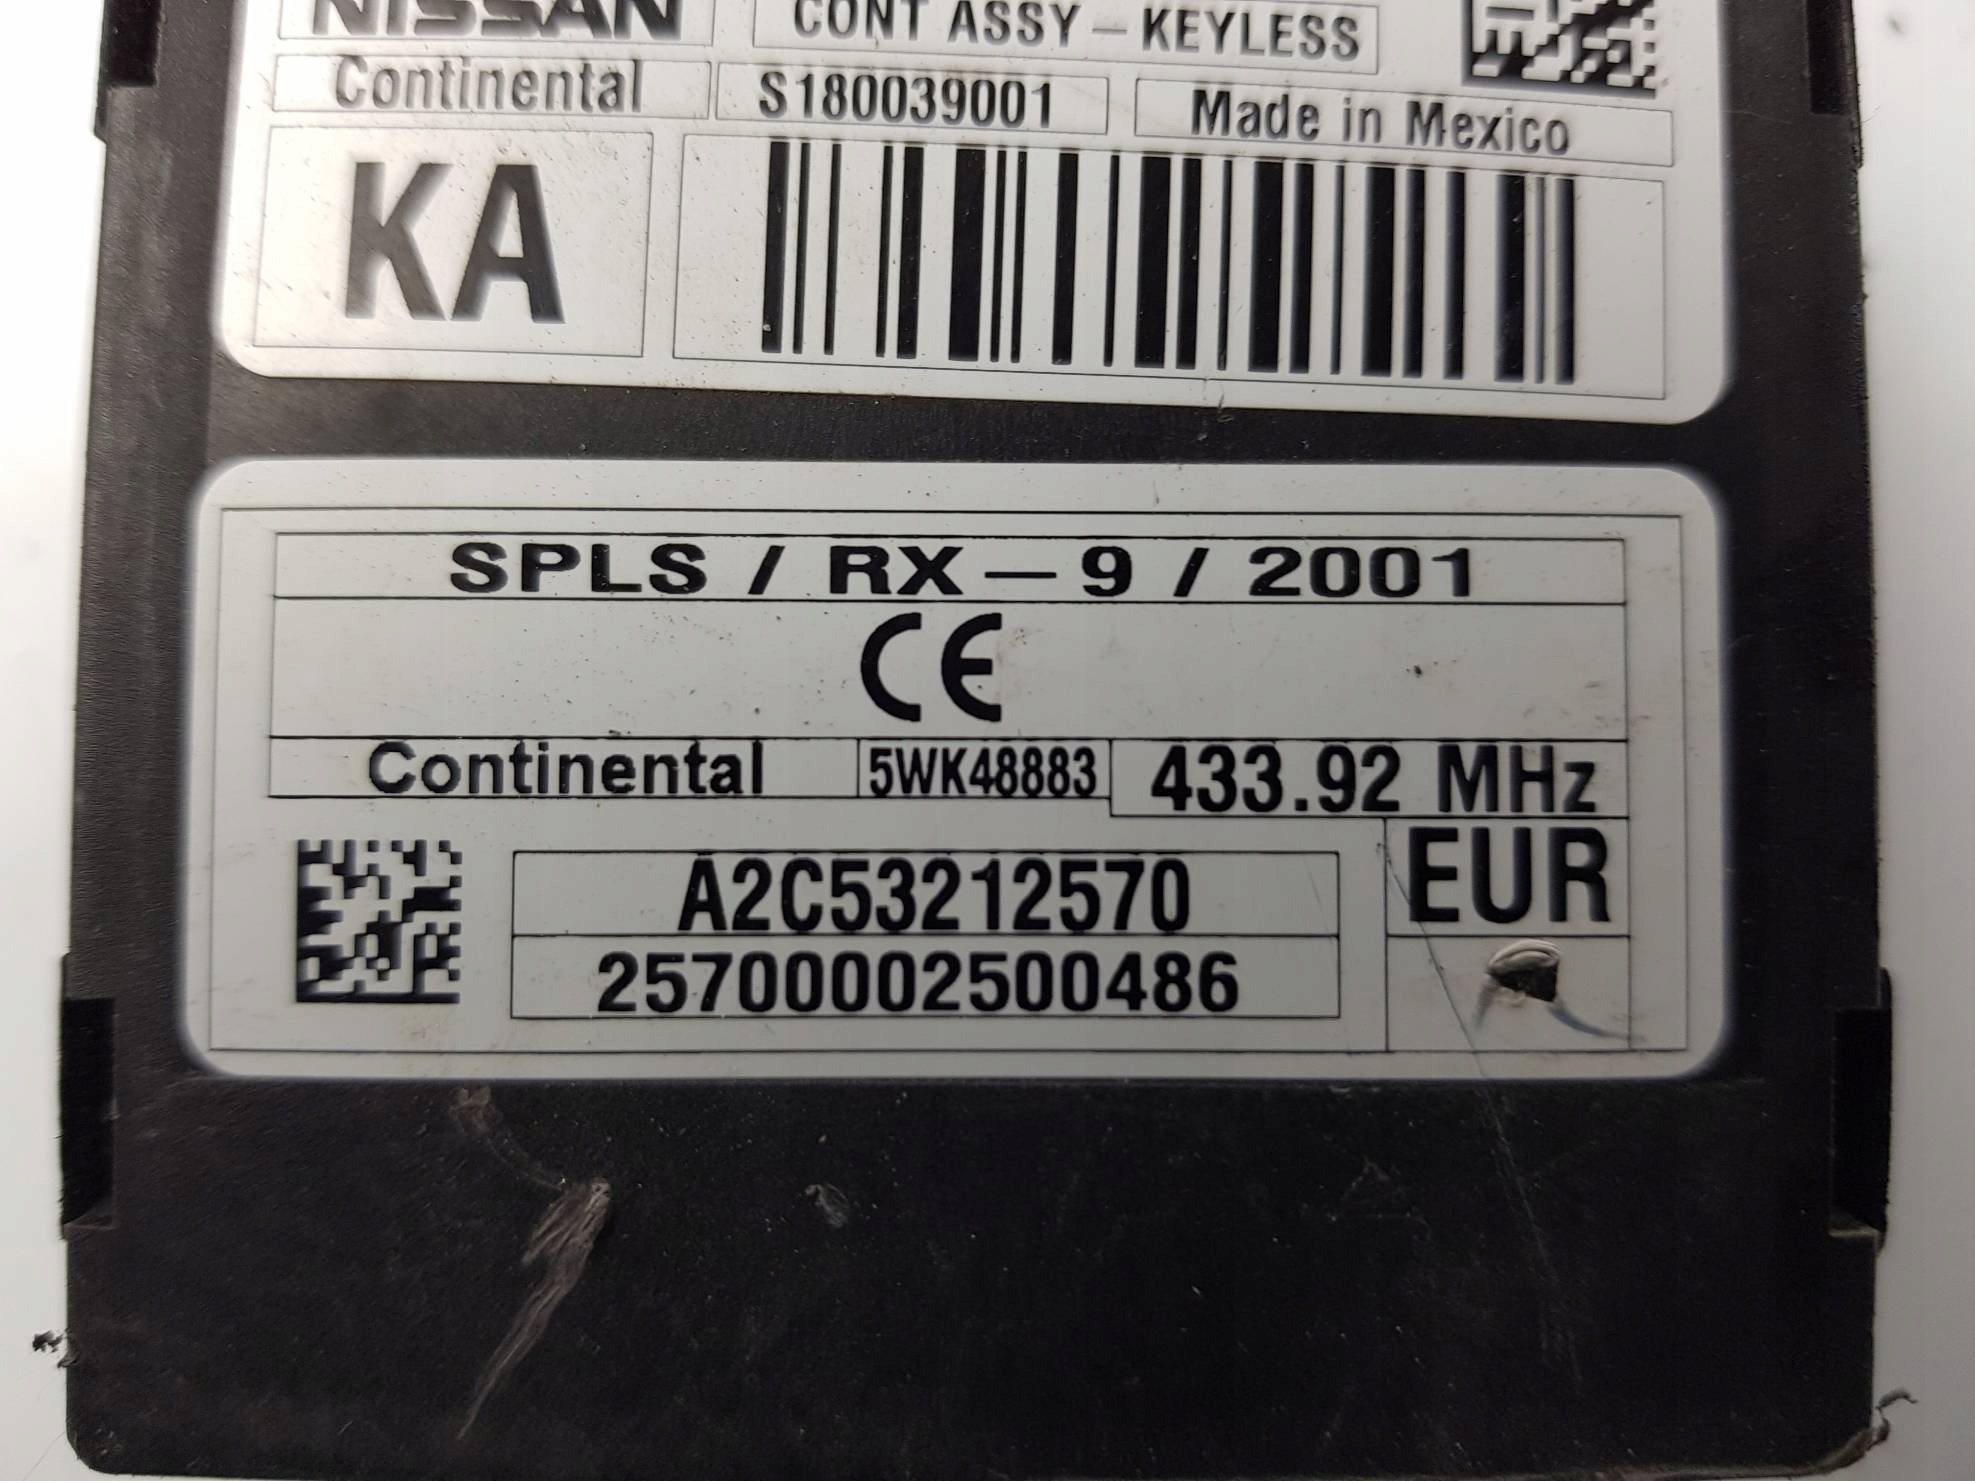 NISSAN CONT ASSY – KEYLESS
Continental S180039001 Made in Mexico
KA
SPLS / RX – 9 / 2001
CE
Continental 5WK48883 433.92 MHz
EUR
A2C53212570
25700002500486